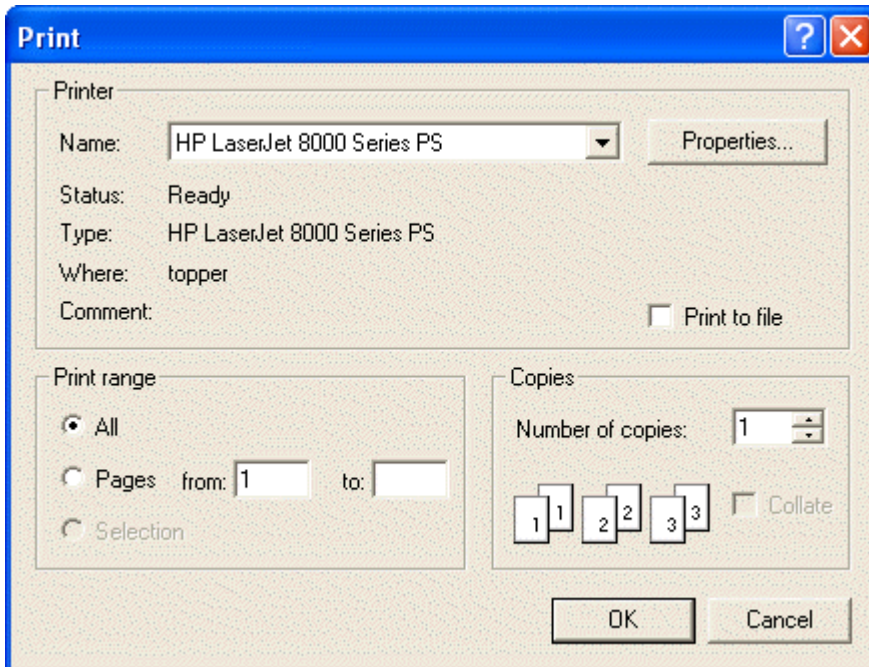 Print
Printer
Name: HP LaserJet 8000 Series PS Properties...
Status: Ready
Type: HP LaserJet 8000 Series PS
Where: topper
Comment: Print to file
Print range
All
Pages from: 1 to:
Selection
Copies
Number of copies: 1
1 1 2 2 3 3 Collate
OK Cancel